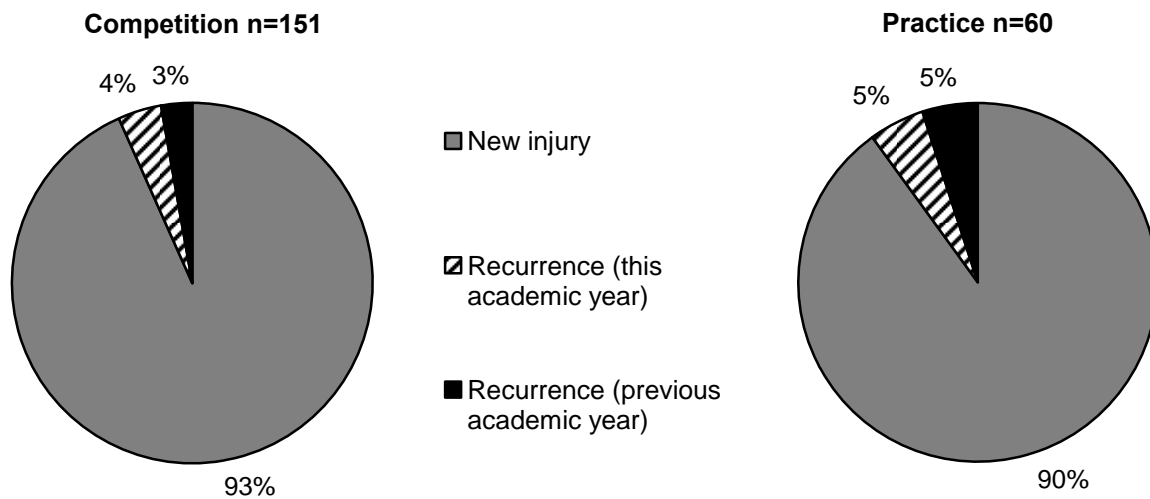 Competition n=151
4%
3%
93%
New injury
Recurrence (this
academic year)
Recurrence (previous
academic year)
Practice n=60
5%
5%
90%